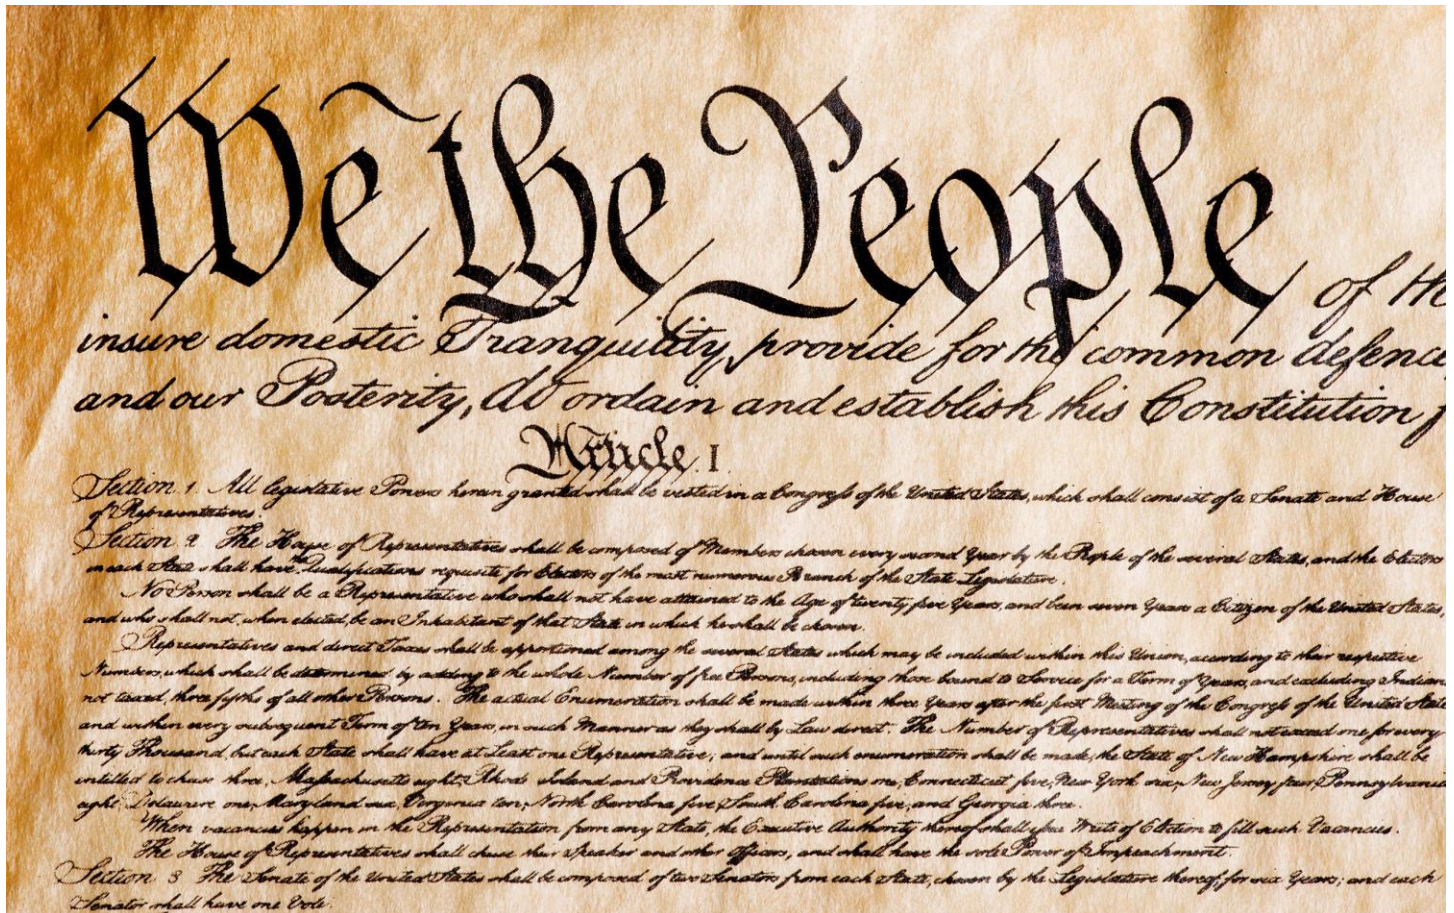 We the People of th
insure domestic Tranquility, provide for the common defence,
and our Posterity, do ordain and establish this Constitution f
Article I.
Section 1. All legislative Powers herein granted shall be vested in a Congress of the United States, which shall consist of a Senate and House
of Representatives.
Section 2. The House of Representatives shall be composed of Members chosen every second Year by the People of the several States, and the Electors
in each State shall have the Qualifications requisite for Electors of the most numerous Branch of the State Legislature.
No Person shall be a Representative who shall not have attained to the Age of twenty five Years, and been seven Years a Citizen of the United States,
and who shall not, when elected, be an Inhabitant of that State in which he shall be chosen.
Representatives and direct Taxes shall be apportioned among the several States which may be included within this Union, according to their respective
Numbers, which shall be determined by adding to the whole Number of free Persons, including those bound to Service for a Term of Years, and excluding Indians
not taxed, three fifths of all other Persons. The actual Enumeration shall be made within three Years after the first Meeting of the Congress of the United State
and within every subsequent Term of ten Years, in such Manner as they shall by Law direct. The Number of Representatives shall not exceed one for every
thirty Thousand, but each State shall have at Least one Representative; and until such enumeration shall be made, the State of New Hampshire shall be
entitled to chuse three, Massachusetts eight, Rhode Island and Providence Plantations one, Connecticut five, New York six, New Jersey four, Pennsylvania
eight, Delaware one, Maryland six, Virginia ten, North Carolina five, South Carolina five, and Georgia three.
When vacancies happen in the Representation from any State, the Executive Authority thereof shall issue Writs of Election to fill such Vacancies.
The House of Representatives shall chuse their Speaker and other Officers; and shall have the sole Power of Impeachment.
Section 3. The Senate of the United States shall be composed of two Senators from each State, chosen by the Legislature thereof, for six Years; and each
Senator shall have one Vote.